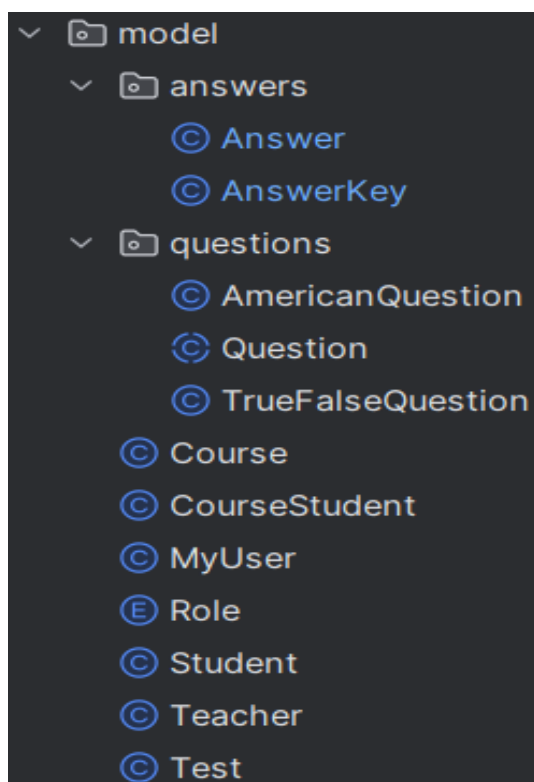 model
answers
Answer
AnswerKey
questions
AmericanQuestion
Question
TrueFalseQuestion
Course
CourseStudent
MyUser
Role
Student
Teacher
Test